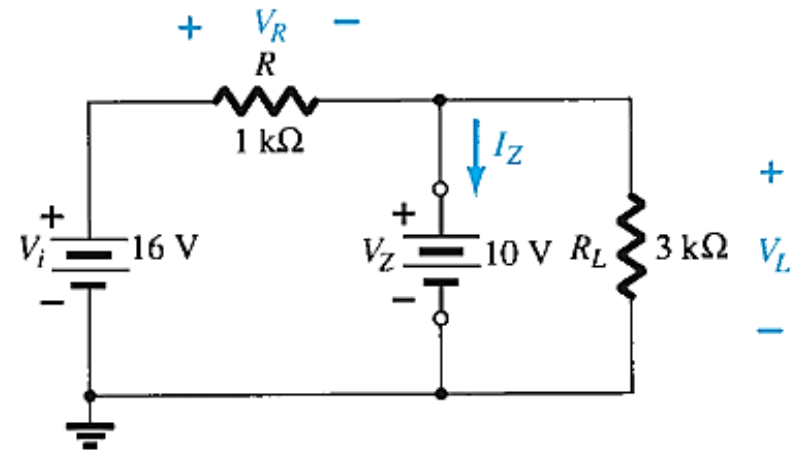 + V_R −
R
1 kΩ
I_Z
+
+
+
V_i 16 V
V_Z 10 V
R_L 3 kΩ
V_L
−
−
−